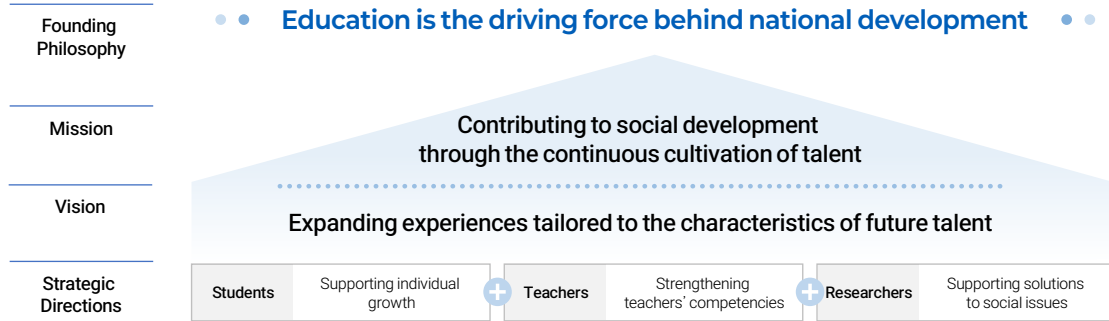 Founding
Philosophy
Education is the driving force behind national development
Mission
Contributing to social development
through the continuous cultivation of talent
Vision
Expanding experiences tailored to the characteristics of future talent
Strategic
Directions
Students
Supporting individual
growth
Teachers
Strengthening
teachers’ competencies
Researchers
Supporting solutions
to social issues